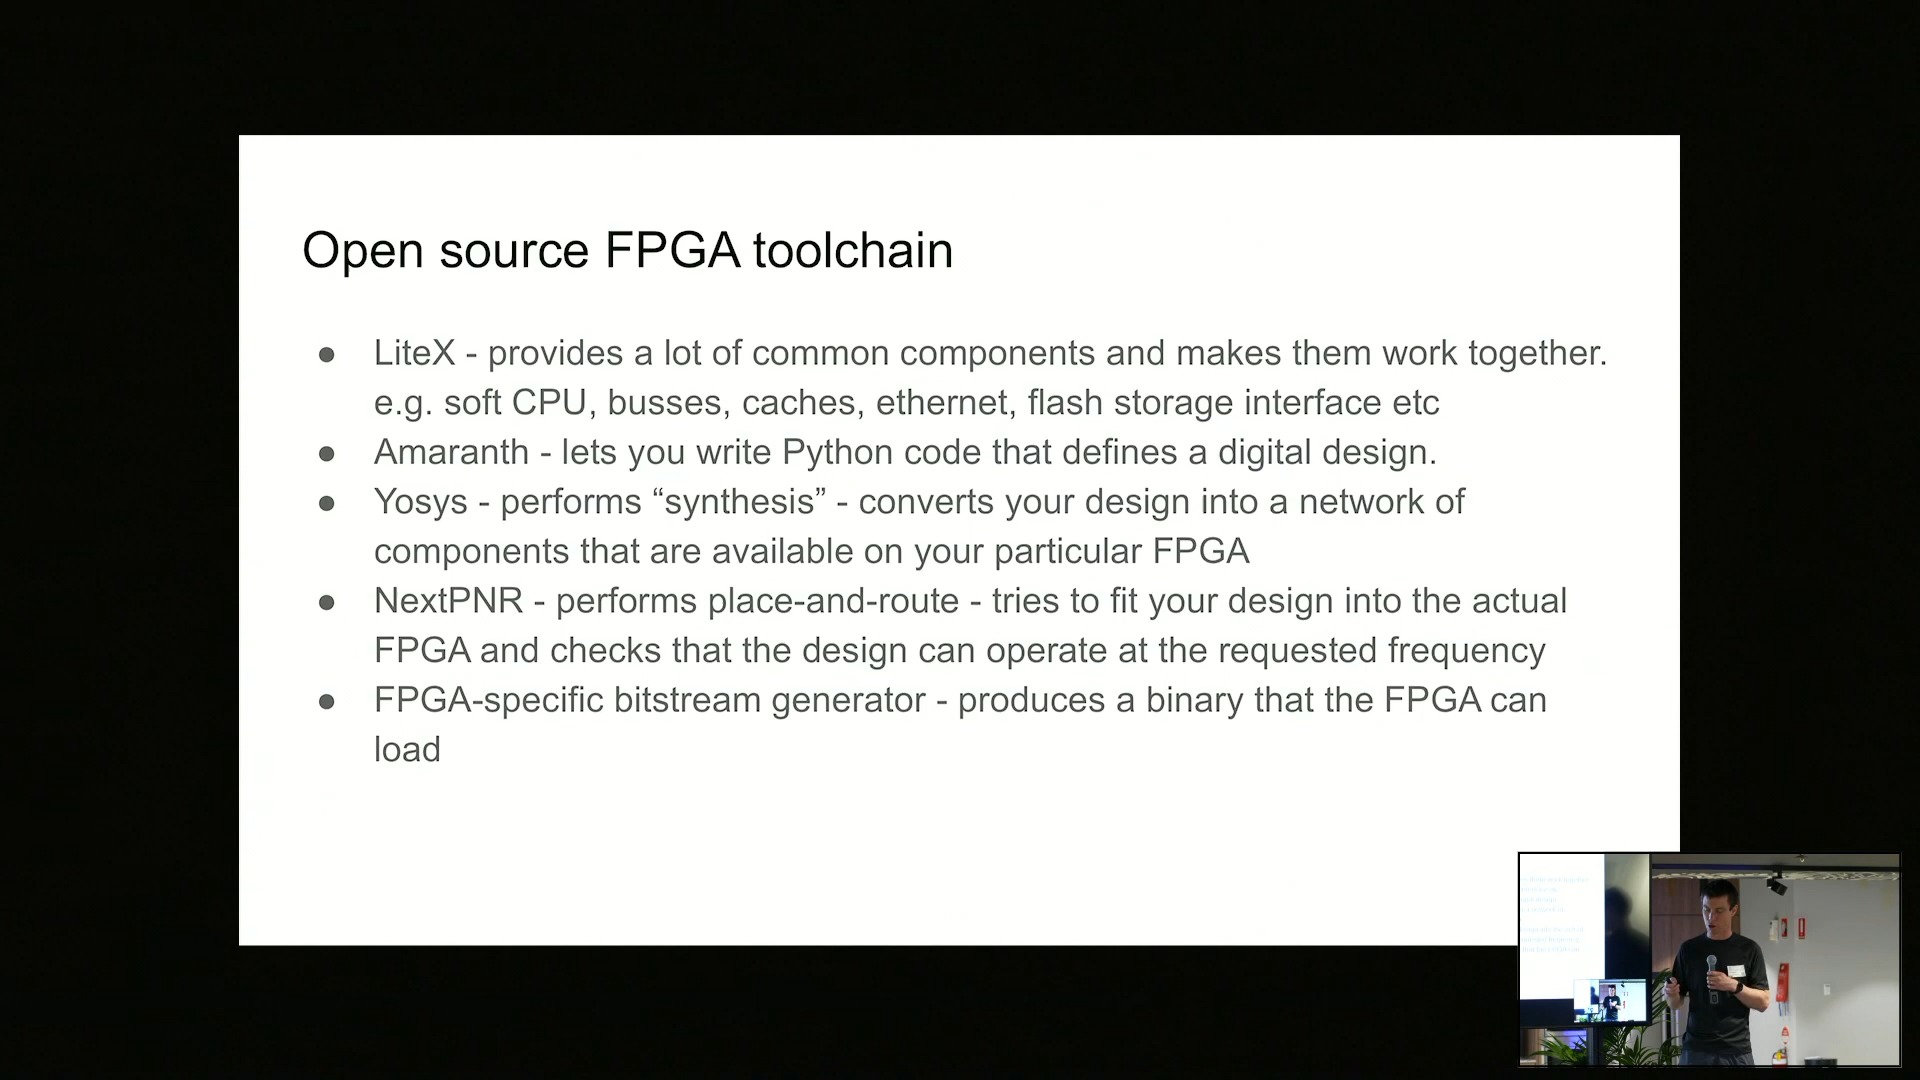 Open source FPGA toolchain
● LiteX - provides a lot of common components and makes them work together.
e.g. soft CPU, busses, caches, ethernet, flash storage interface etc
● Amaranth - lets you write Python code that defines a digital design.
● Yosys - performs “synthesis” - converts your design into a network of
components that are available on your particular FPGA
● NextPNR - performs place-and-route - tries to fit your design into the actual
FPGA and checks that the design can operate at the requested frequency
● FPGA-specific bitstream generator - produces a binary that the FPGA can
load